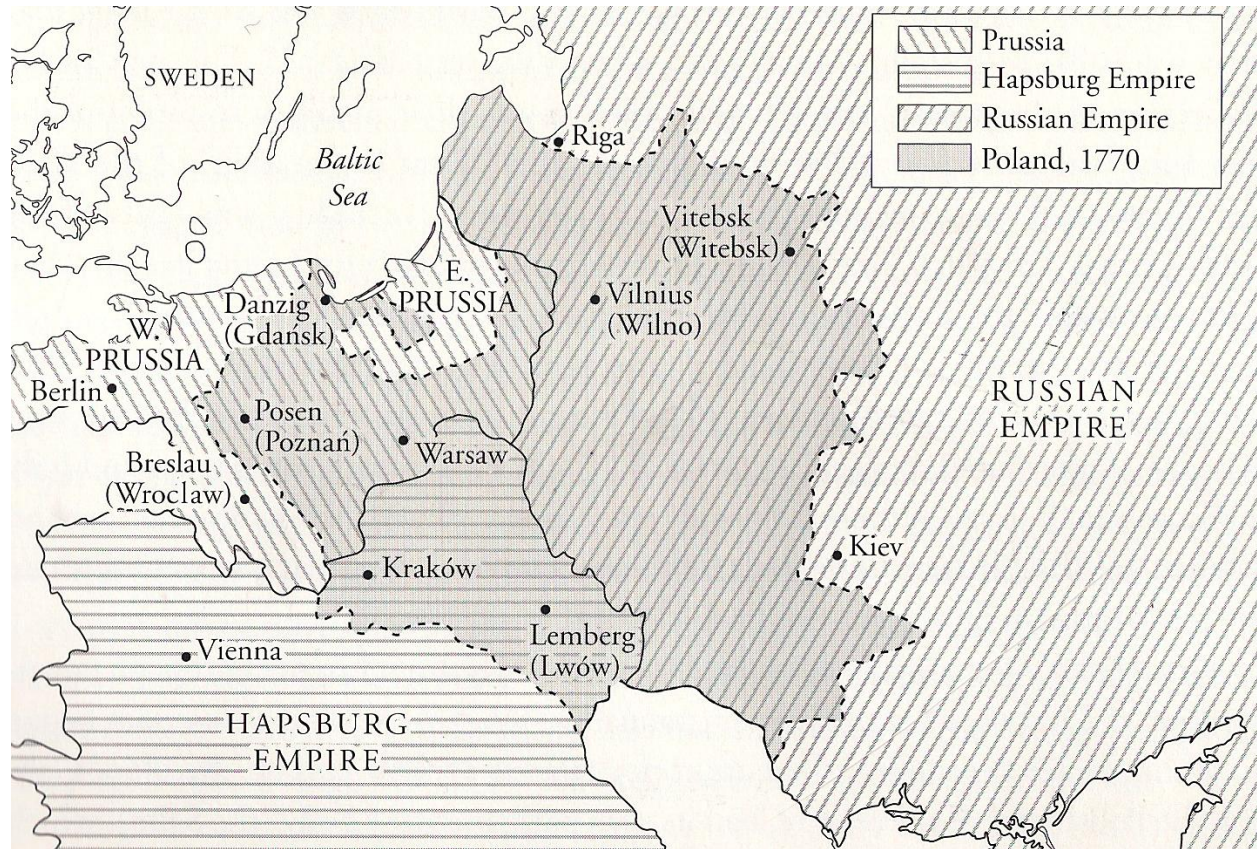 SWEDEN
Baltic
Sea
Prussia
Hapsburg Empire
Russian Empire
Poland, 1770
Riga
Vitebsk
(Witebsk)
E.
PRUSSIA
Vilnius
(Wilno)
Danzig
(Gdańsk)
W.
PRUSSIA
Berlin
Posen
(Poznań)
Warsaw
RUSSIAN
EMPIRE
Breslau
(Wroclaw)
Kiev
Kraków
Lemberg
(Lwów)
Vienna
HAPSBURG
EMPIRE